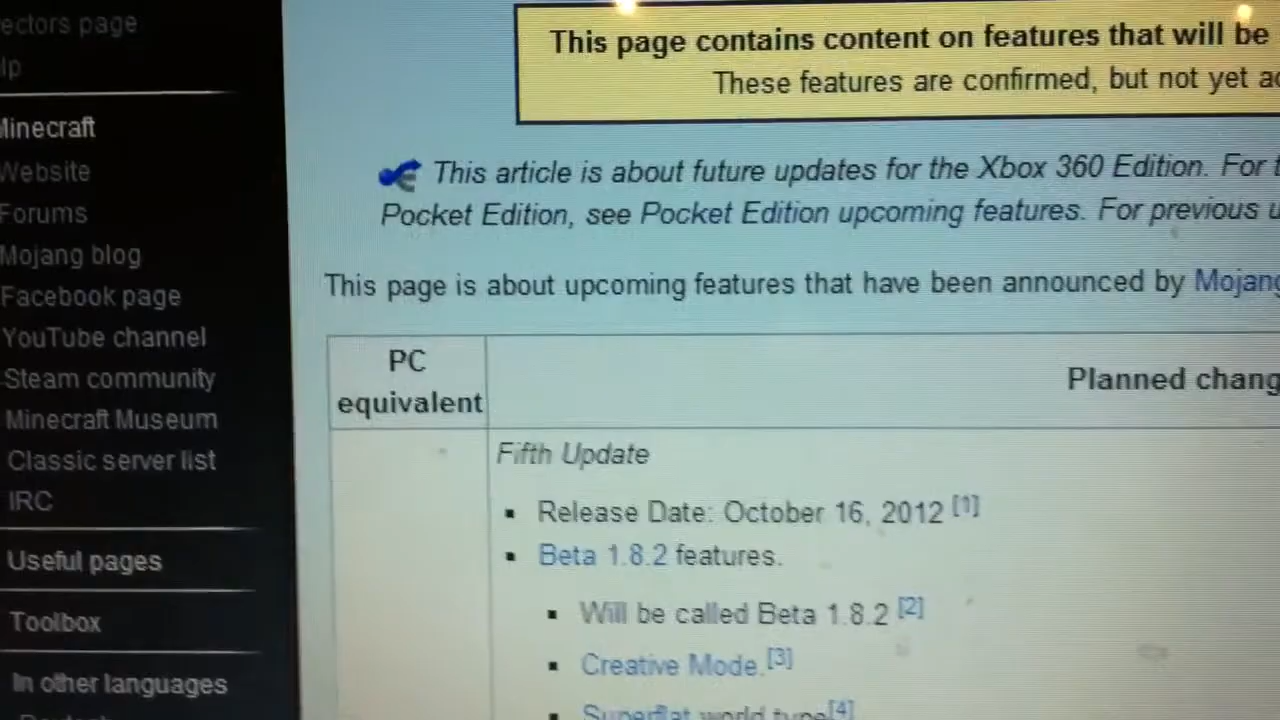 ectors page
lp
Minecraft
Website
Forums
Mojang blog
Facebook page
YouTube channel
Steam community
Minecraft Museum
Classic server list
IRC
Useful pages
Toolbox
In other languages
This page contains content on features that will be
These features are confirmed, but not yet ac
This article is about future updates for the Xbox 360 Edition. For t
Pocket Edition, see Pocket Edition upcoming features. For previous u
This page is about upcoming features that have been announced by Mojang
PC
equivalent
Planned chang
Fifth Update
▪ Release Date: October 16, 2012 [1]
▪ Beta 1.8.2 features.
▪ Will be called Beta 1.8.2 [2]
▪ Creative Mode.[3]
▪ Superflat world type[4]